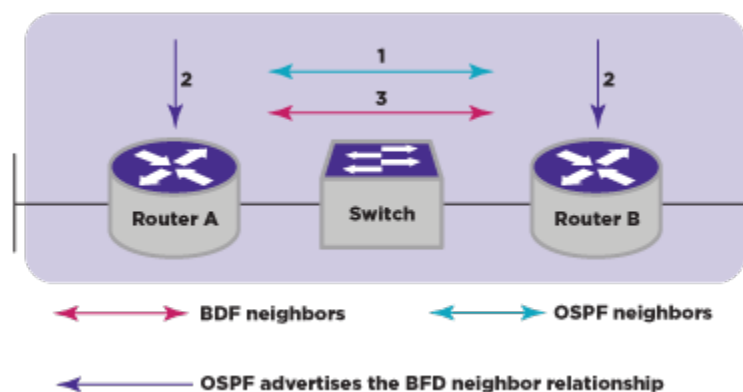 1
2
2
3
Router A
Switch
Router B
BDF neighbors
OSPF neighbors
OSPF advertises the BFD neighbor relationship